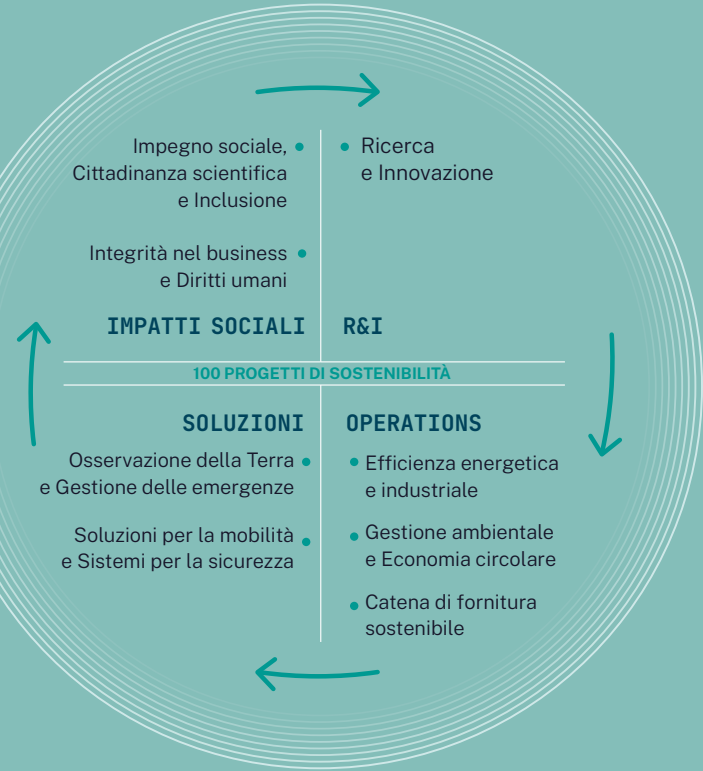 Impegno sociale,
Cittadinanza scientifica
e Inclusione
Integrità nel business
e Diritti umani
IMPATTI SOCIALI
Ricerca
e Innovazione
R&I
100 PROGETTI DI SOSTENIBILITÀ
SOLUZIONI
Osservazione della Terra
e Gestione delle emergenze
Soluzioni per la mobilità
e Sistemi per la sicurezza
OPERATIONS
Efficienza energetica
e industriale
Gestione ambientale
e Economia circolare
Catena di fornitura
sostenibile